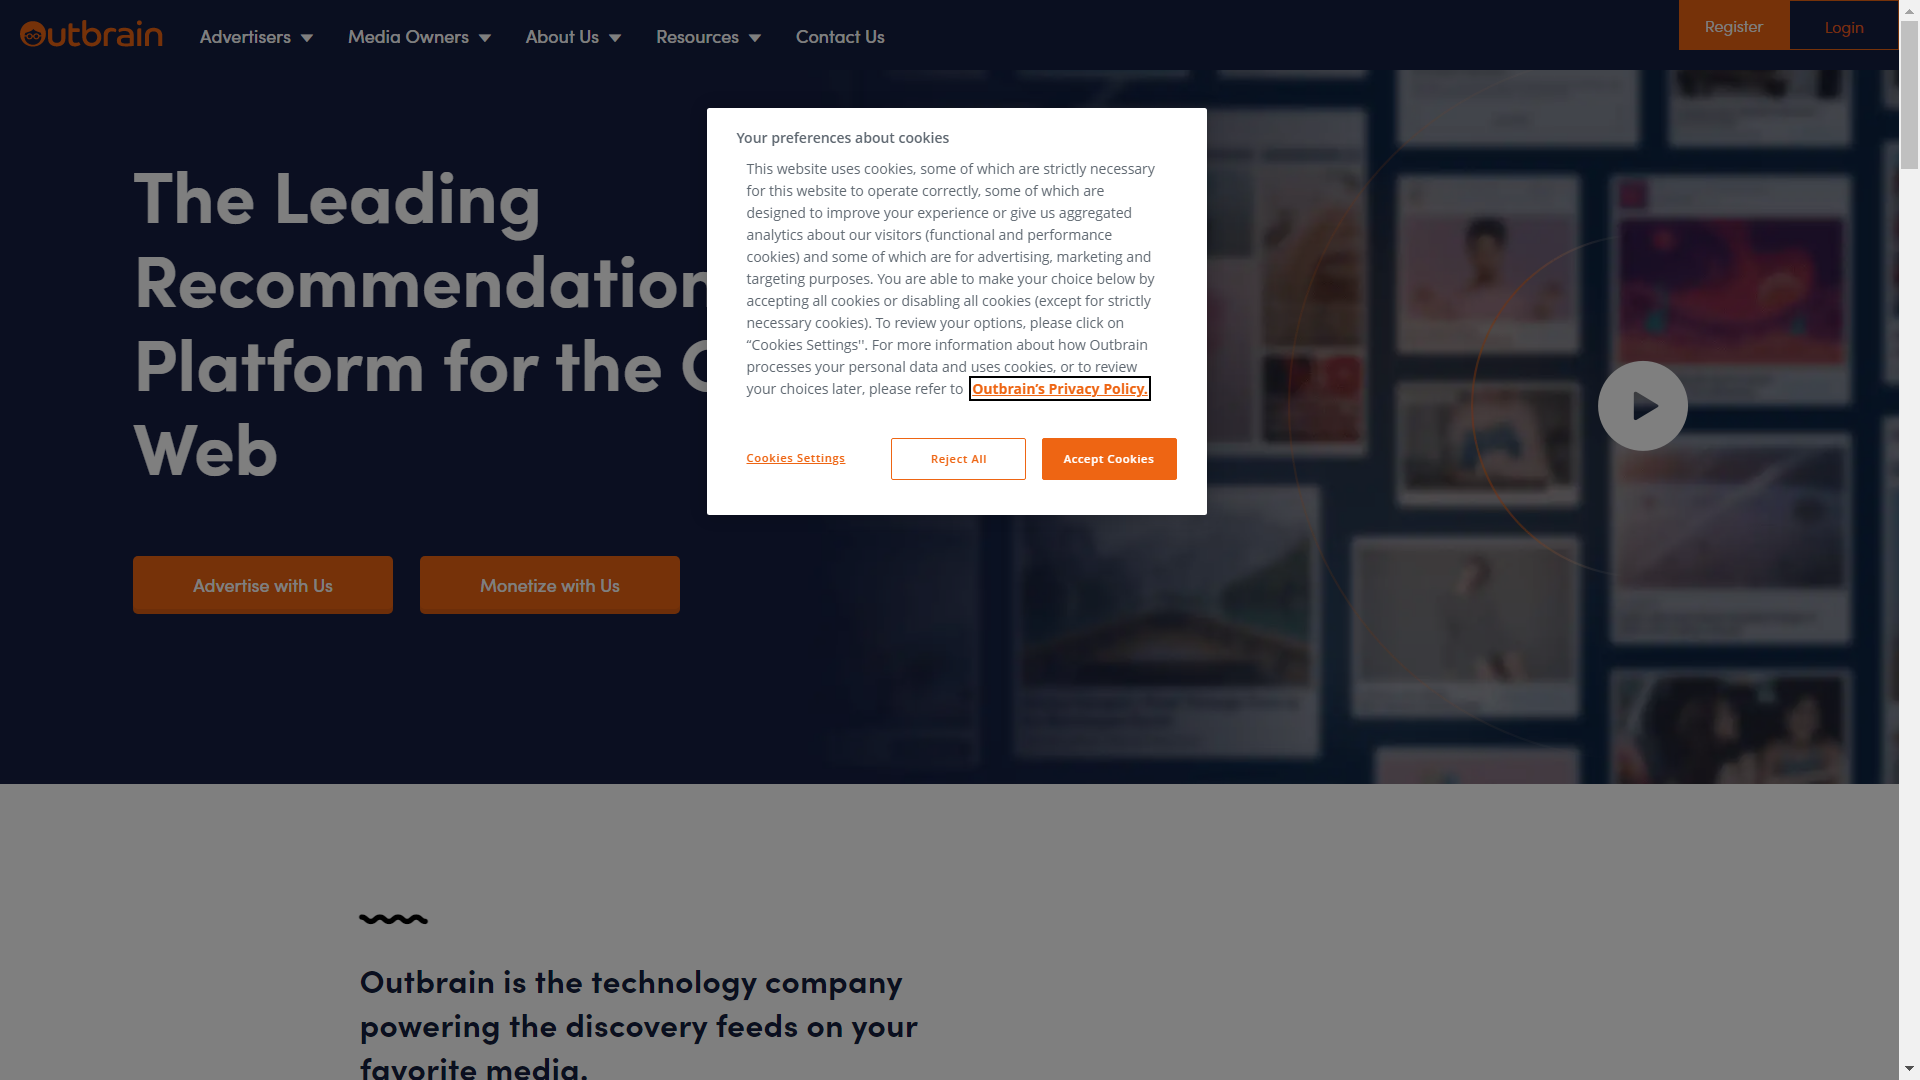 Outbrain
Advertisers
Media Owners
About Us
Resources
Contact Us
Register
Login
The Leading
Recommendation
Platform for the
Web
Advertise with Us
Monetize with Us
Your preferences about cookies
This website uses cookies, some of which are strictly necessary
for this website to operate correctly, some of which are
designed to improve your experience or give us aggregated
analytics about our visitors (functional and performance
cookies) and some of which are for advertising, marketing and
targeting purposes. You are able to make your choice below by
accepting all cookies or disabling all cookies (except for strictly
necessary cookies). To review your options, please click on
“Cookies Settings''. For more information about how Outbrain
processes your personal data and uses cookies, or to review
your choices later, please refer to Outbrain’s Privacy Policy.
Cookies Settings
Reject All
Accept Cookies
Outbrain is the technology company
powering the discovery feeds on your
favorite media.